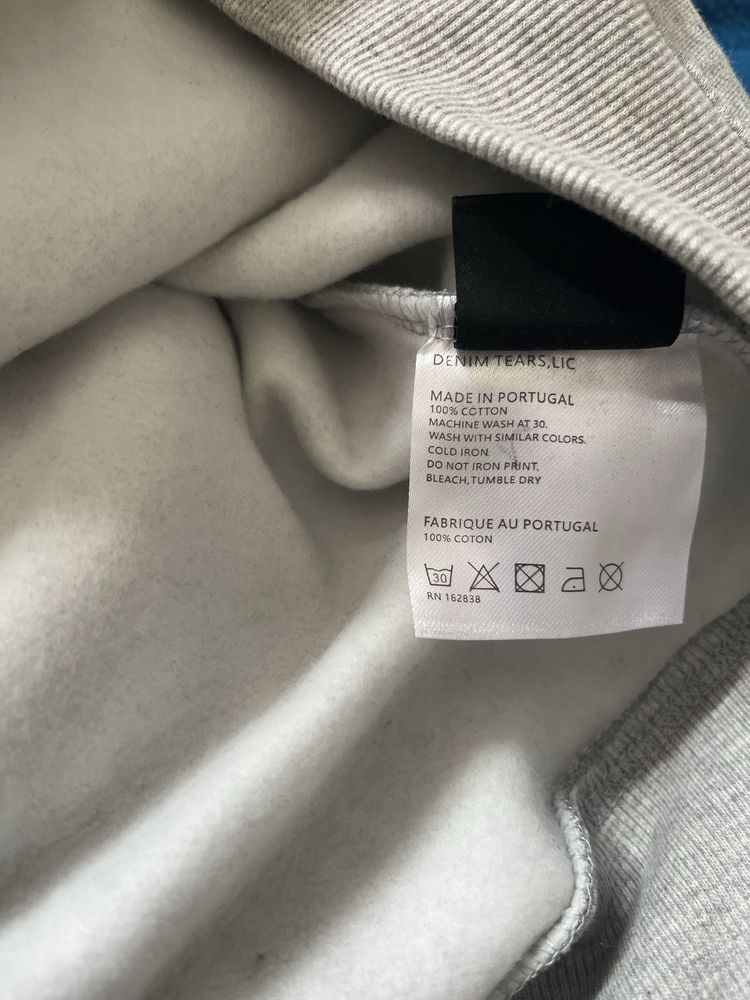 DENIM TEARS,LIC
MADE IN PORTUGAL
100% COTTON
MACHINE WASH AT 30.
WASH WITH SIMILAR COLORS.
COLD IRON.
DO NOT IRON PRINT.
BLEACH,TUMBLE DRY
FABRIQUE AU PORTUGAL
100% COTON
30
RN 162838